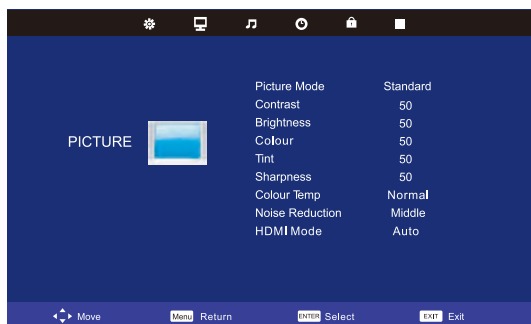 PICTURE
Picture Mode Standard
Contrast 50
Brightness 50
Colour 50
Tint 50
Sharpness 50
Colour Temp Normal
Noise Reduction Middle
HDMI Mode Auto
Move Menu Return ENTER Select EXIT Exit